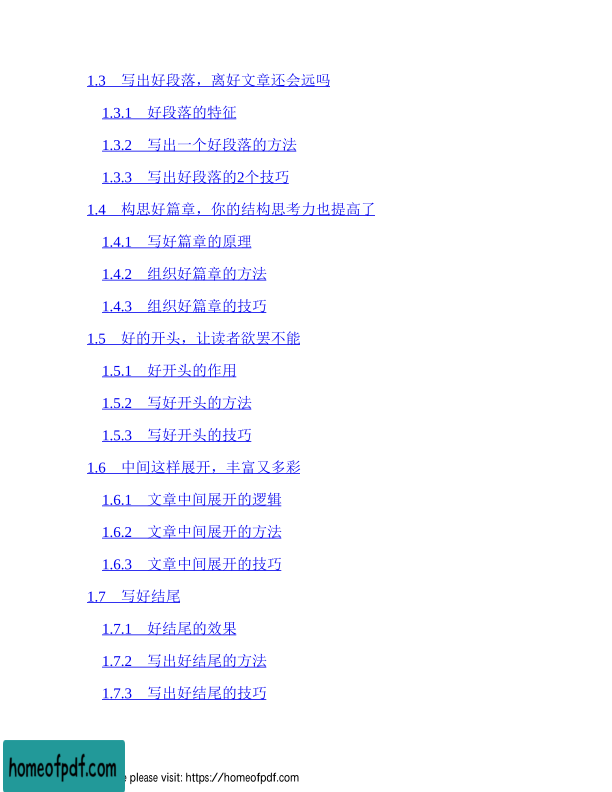 1.3 写出好段落，离好文章还会远吗
1.3.1 好段落的特征
1.3.2 写出一个好段落的方法
1.3.3 写出好段落的2个技巧
1.4 构思好篇章，你的结构思考力也提高了
1.4.1 写好篇章的原理
1.4.2 组织好篇章的方法
1.4.3 组织好篇章的技巧
1.5 好的开头，让读者欲罢不能
1.5.1 好开头的作用
1.5.2 写好开头的方法
1.5.3 写好开头的技巧
1.6 中间这样展开，丰富又多彩
1.6.1 文章中间展开的逻辑
1.6.2 文章中间展开的方法
1.6.3 文章中间展开的技巧
1.7 写好结尾
1.7.1 好结尾的效果
1.7.2 写出好结尾的方法
1.7.3 写出好结尾的技巧
homeofpdf.com
please visit: https://homeofpdf.com